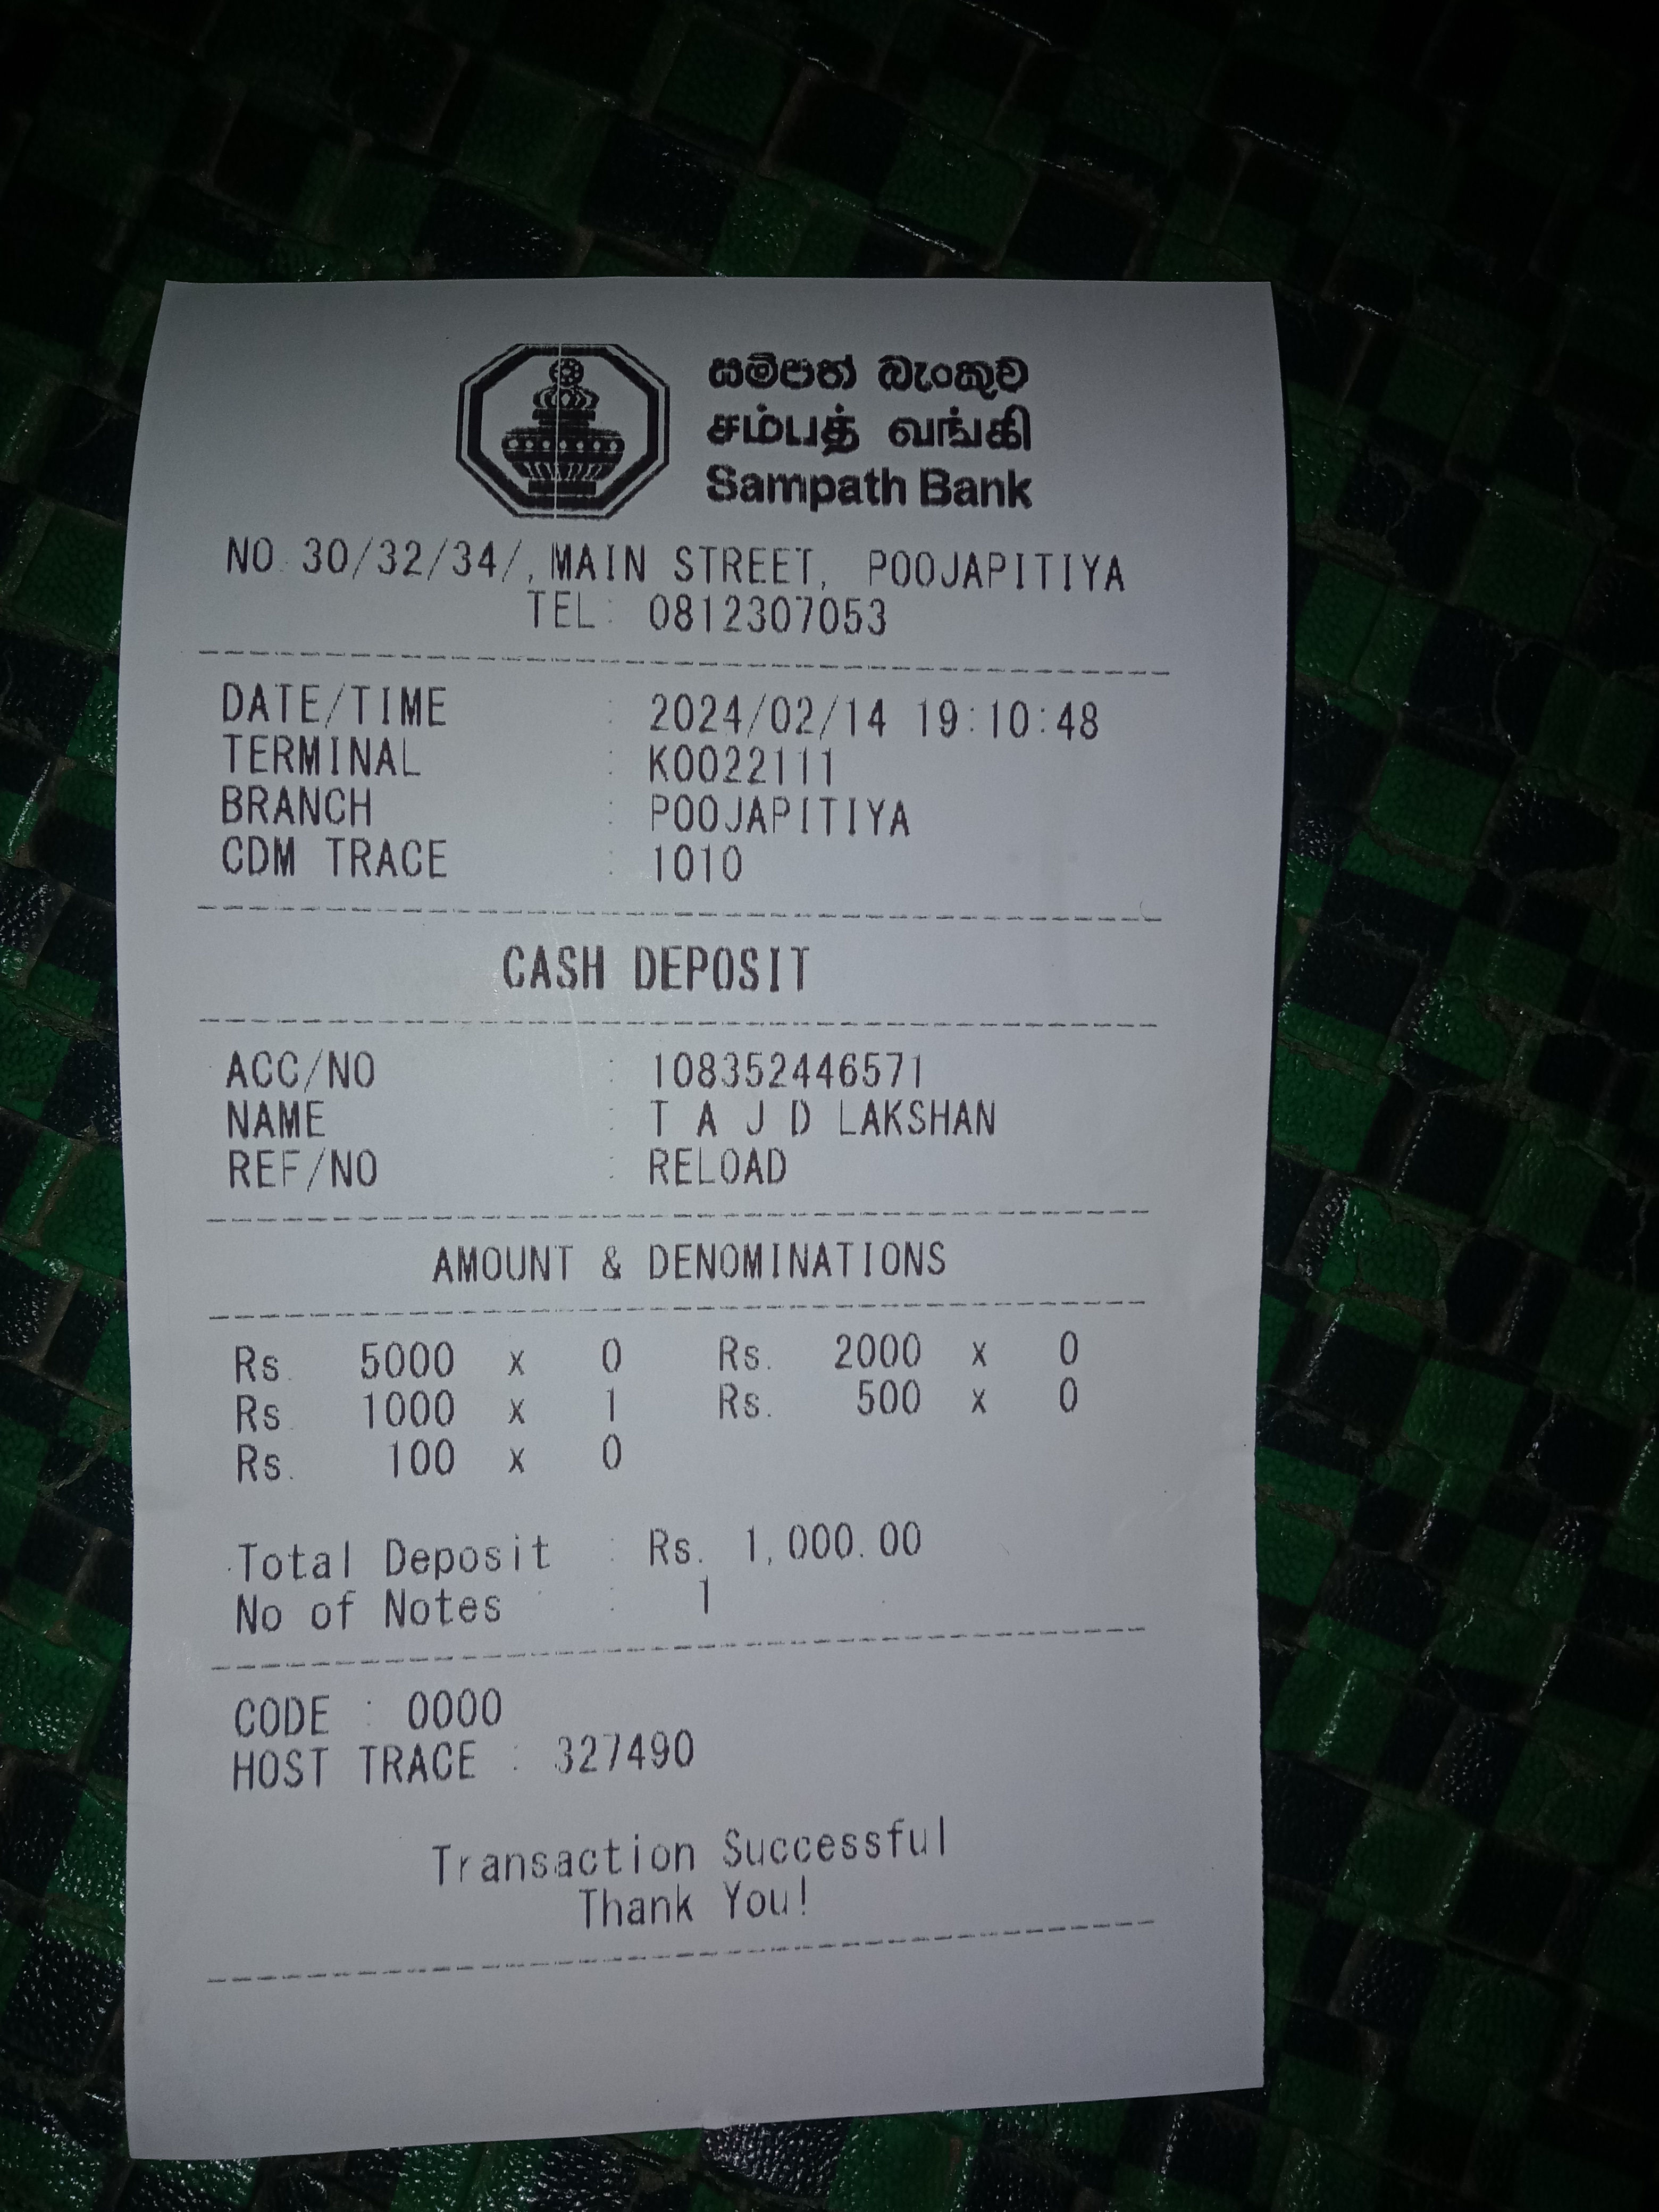 සම්පත් බැංකුව
சம்பத் வங்கி
Sampath Bank
NO.30/32/34/,MAIN STREET, POOJAPITIYA
TEL: 0812307053
DATE/TIME : 2024/02/14 19:10:48
TERMINAL : K0022111
BRANCH : POOJAPITIYA
CDM TRACE : 1010
CASH DEPOSIT
ACC/NO : 108352446571
NAME : T A J D LAKSHAN
REF/NO : RELOAD
AMOUNT & DENOMINATIONS
Rs. 5000 x 0 Rs. 2000 x 0
Rs. 1000 x 1 Rs. 500 x 0
Rs. 100 x 0
Total Deposit : Rs. 1,000.00
No of Notes : 1
CODE : 0000
HOST TRACE : 327490
Transaction Successful
Thank You!